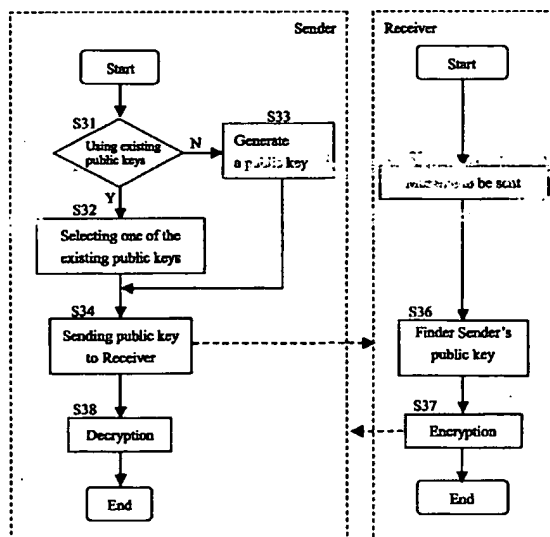 Sender
Start
S31
Using existing
public keys
N
S33
Generate
a public key
Y
S32
Selecting one of the
existing public keys
S34
Sending public key
to Receiver
S38
Decryption
End
Receiver
Start
to be sent
S36
Finder Sender's
public key
S37
Encryption
End